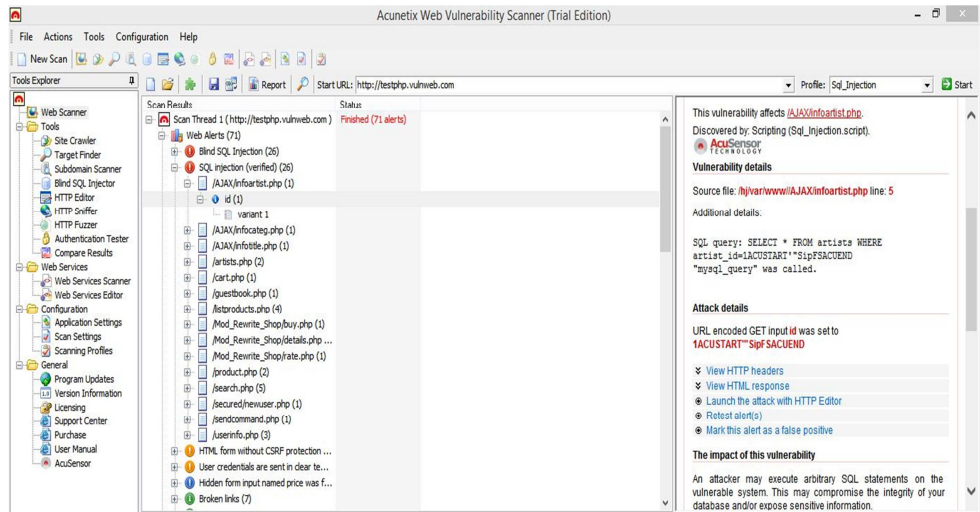 Acunetix Web Vulnerability Scanner (Trial Edition)
File Actions Tools Configuration Help
New Scan
Tools Explorer
Report
Start URL: http://testphp.vulnweb.com
Profile: Sql_Injection
Start
Web Scanner
Tools
Site Crawler
Target Finder
Subdomain Scanner
Blind SQL Injector
HTTP Editor
HTTP Sniffer
HTTP Fuzzer
Authentication Tester
Compare Results
Web Services
Web Services Scanner
Web Services Editor
Configuration
Application Settings
Scan Settings
Scanning Profiles
General
Program Updates
Version Information
Licensing
Support Center
Purchase
User Manual
AcuSensor
Scan Results Status
Scan Thread 1 ( http://testphp.vulnweb.com ) Finished (71 alerts)
Web Alerts (71)
Blind SQL Injection (26)
SQL injection (verified) (26)
/AJAX/infoartist.php (1)
id (1)
variant 1
/AJAX/infocateg.php (1)
/AJAX/infotitle.php (1)
/artists.php (2)
/cart.php (1)
/guestbook.php (1)
/listproducts.php (4)
/Mod_Rewrite_Shop/buy.php (1)
/Mod_Rewrite_Shop/details.php ...
/Mod_Rewrite_Shop/rate.php (1)
/product.php (2)
/search.php (5)
/secured/newuser.php (1)
/sendcommand.php (1)
/userinfo.php (3)
HTML form without CSRF protection ...
User credentials are sent in clear te...
Hidden form input named price was f...
Broken links (7)
This vulnerability affects /AJAX/infoartist.php.
Discovered by: Scripting (Sql_Injection.script).
AcuSensor
TECHNOLOGY
Vulnerability details
Source file: /hj/var/www//AJAX/infoartist.php line: 5
Additional details:
SQL query: SELECT * FROM artists WHERE
artist_id=1ACUSTART'"SipFSACUEND
"mysql_query" was called.
Attack details
URL encoded GET input id was set to
1ACUSTART'"SipFSACUEND
View HTTP headers
View HTML response
Launch the attack with HTTP Editor
Retest alert(s)
Mark this alert as a false positive
The impact of this vulnerability
An attacker may execute arbitrary SQL statements on the
vulnerable system. This may compromise the integrity of your
database and/or expose sensitive information.